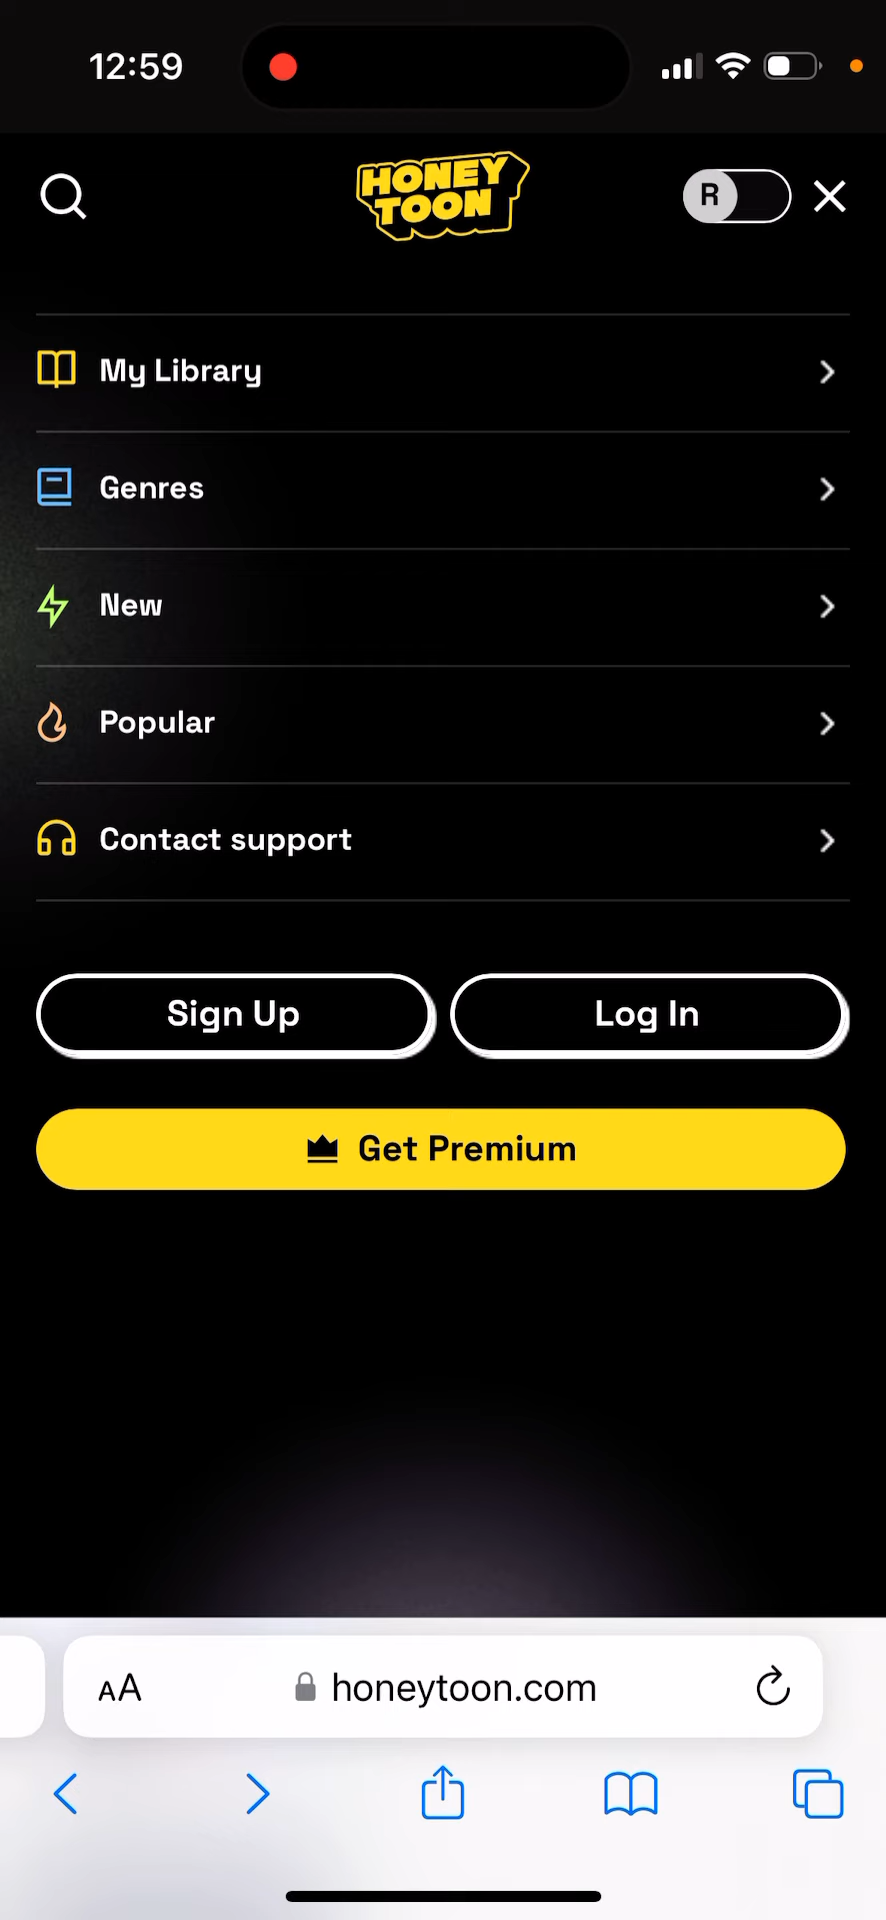 12:59
HONEY
TOON
R
My Library
Genres
New
Popular
Contact support
Sign Up
Log In
Get Premium
AA
honeytoon.com